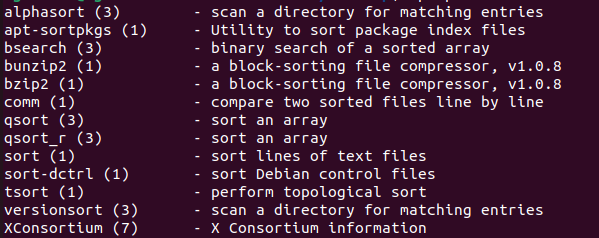 alphasort (3)        - scan a directory for matching entries
apt-sortpkgs (1)     - Utility to sort package index files
bsearch (3)          - binary search of a sorted array
bunzip2 (1)          - a block-sorting file compressor, v1.0.8
bzip2 (1)            - a block-sorting file compressor, v1.0.8
comm (1)             - compare two sorted files line by line
qsort (3)            - sort an array
qsort_r (3)          - sort an array
sort (1)             - sort lines of text files
sort-dctrl (1)       - sort Debian control files
tsort (1)            - perform topological sort
versionsort (3)      - scan a directory for matching entries
XConsortium (7)      - X Consortium information